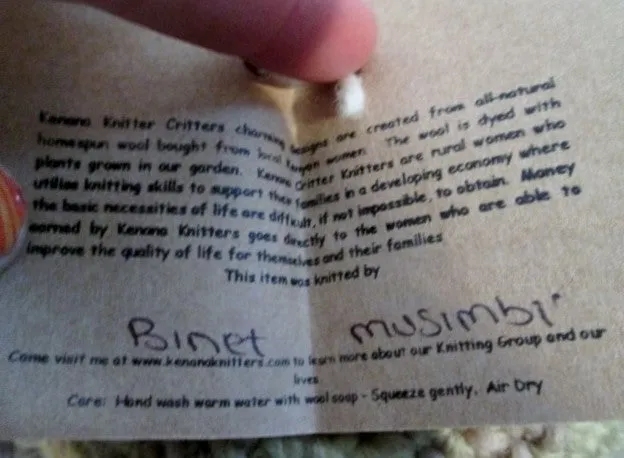 Kenana Knitter Critters charming designs are created from all-natural
homespun wool bought from local Kenyan women. The wool is dyed with
plants grown in our garden. Kenana Critter Knitters are rural women who
utilise knitting skills to support their families in a developing economy where
the basic necessities of life are difficult, if not impossible, to obtain. Money
earned by Kenana Knitters goes directly to the women who are able to
improve the quality of life for themselves and their families
This item was knitted by
Binet musimbi
Come visit me at www.kenanaknitters.com to learn more about our Knitting Group and our
lives
Care: Hand wash warm water with wool soap - Squeeze gently. Air Dry